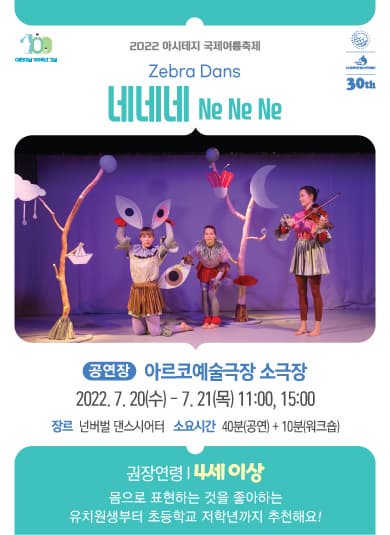 100
2022 아시테지 국제여름축제
30th
Zebra Dans
네네네 Ne Ne Ne
공연장 아르코예술극장 소극장
2022. 7. 20(수) – 7. 21(목) 11:00, 15:00
장르 넌버벌 댄스시어터 소요시간 40분(공연) + 10분(워크숍)
권장연령 | 4세 이상
몸으로 표현하는 것을 좋아하는
유치원생부터 초등학교 저학년까지 추천해요!